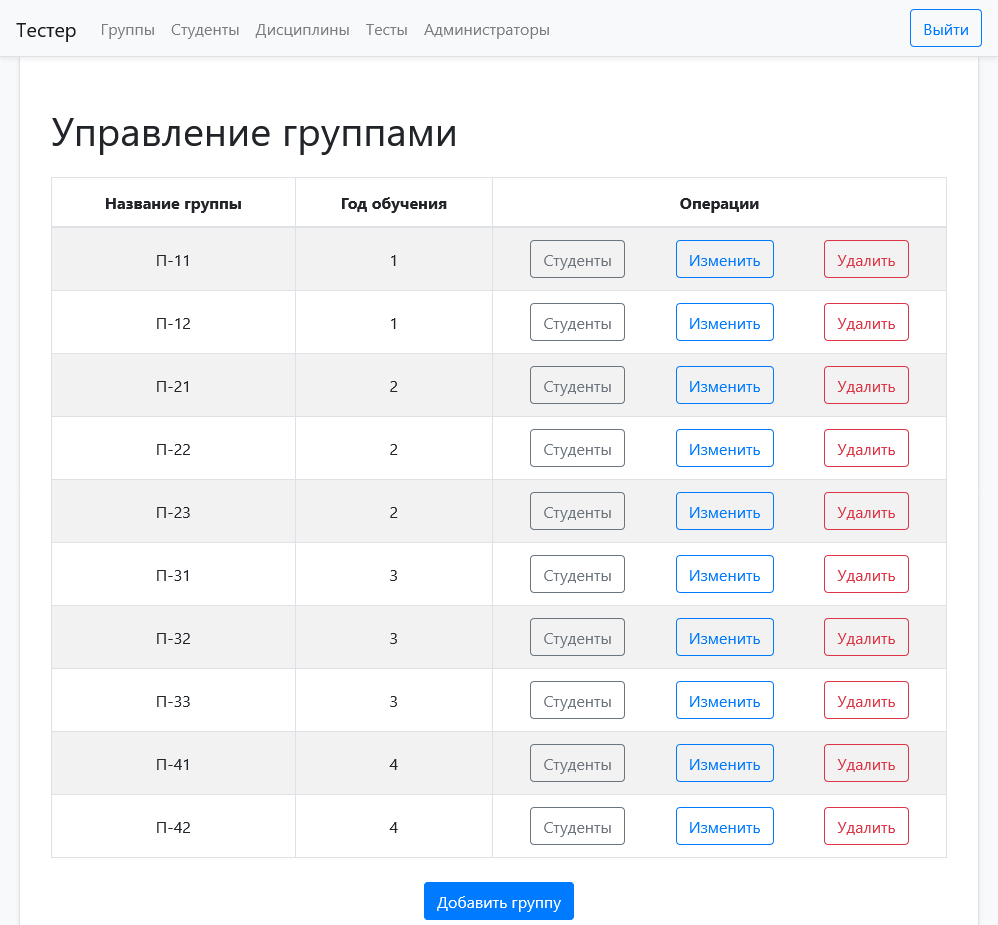 Тестер Группы Студенты Дисциплины Тесты Администраторы Выйти
Управление группами
Название группы Год обучения Операции
П-11 1 Студенты Изменить Удалить
П-12 1 Студенты Изменить Удалить
П-21 2 Студенты Изменить Удалить
П-22 2 Студенты Изменить Удалить
П-23 2 Студенты Изменить Удалить
П-31 3 Студенты Изменить Удалить
П-32 3 Студенты Изменить Удалить
П-33 3 Студенты Изменить Удалить
П-41 4 Студенты Изменить Удалить
П-42 4 Студенты Изменить Удалить
Добавить группу